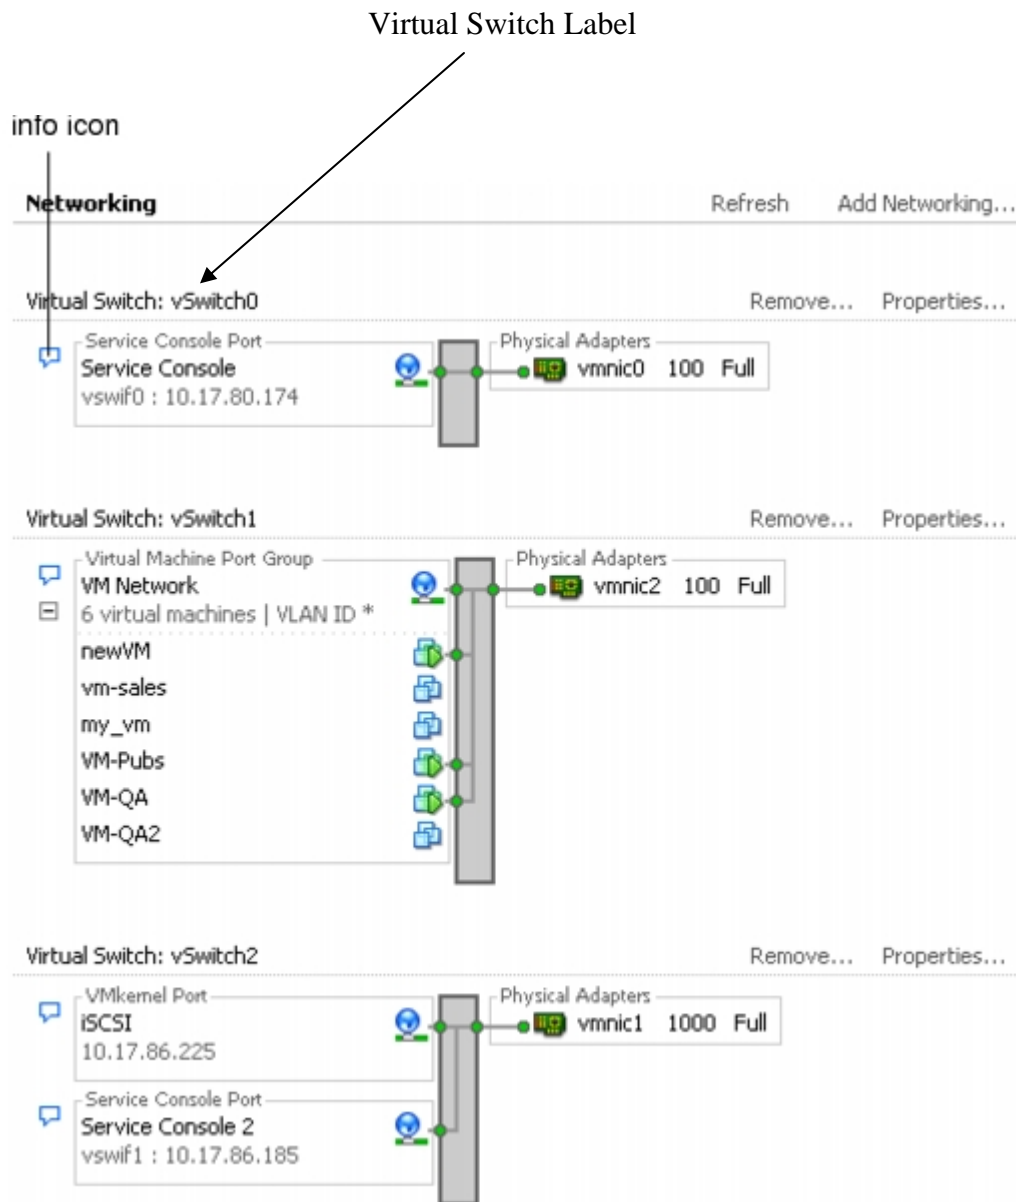 Virtual Switch Label
info icon
Networking Refresh Add Networking...
Virtual Switch: vSwitch0 Remove... Properties...
Service Console Port Physical Adapters
Service Console vmnic0 100 Full
vswif0 : 10.17.80.174
Virtual Switch: vSwitch1 Remove... Properties...
Virtual Machine Port Group Physical Adapters
VM Network vmnic2 100 Full
6 virtual machines | VLAN ID *
newVM
vm-sales
my_vm
VM-Pubs
VM-QA
VM-QA2
Virtual Switch: vSwitch2 Remove... Properties...
VMkernel Port Physical Adapters
iSCSI vmnic1 1000 Full
10.17.86.225
Service Console Port
Service Console 2
vswif1 : 10.17.86.185